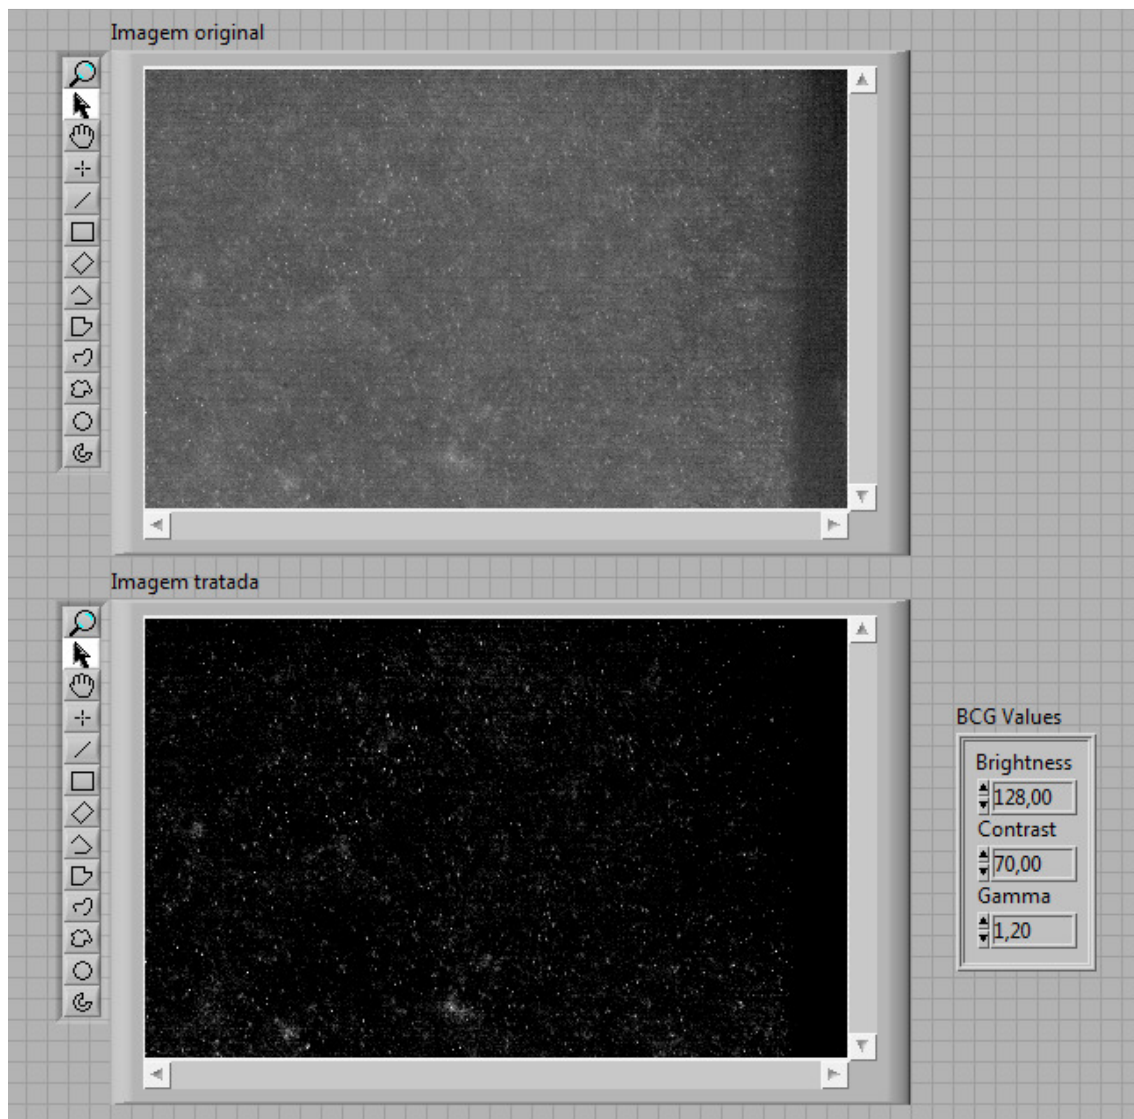 Imagem original
Imagem tratada
BCG Values
Brightness
128,00
Contrast
70,00
Gamma
1,20